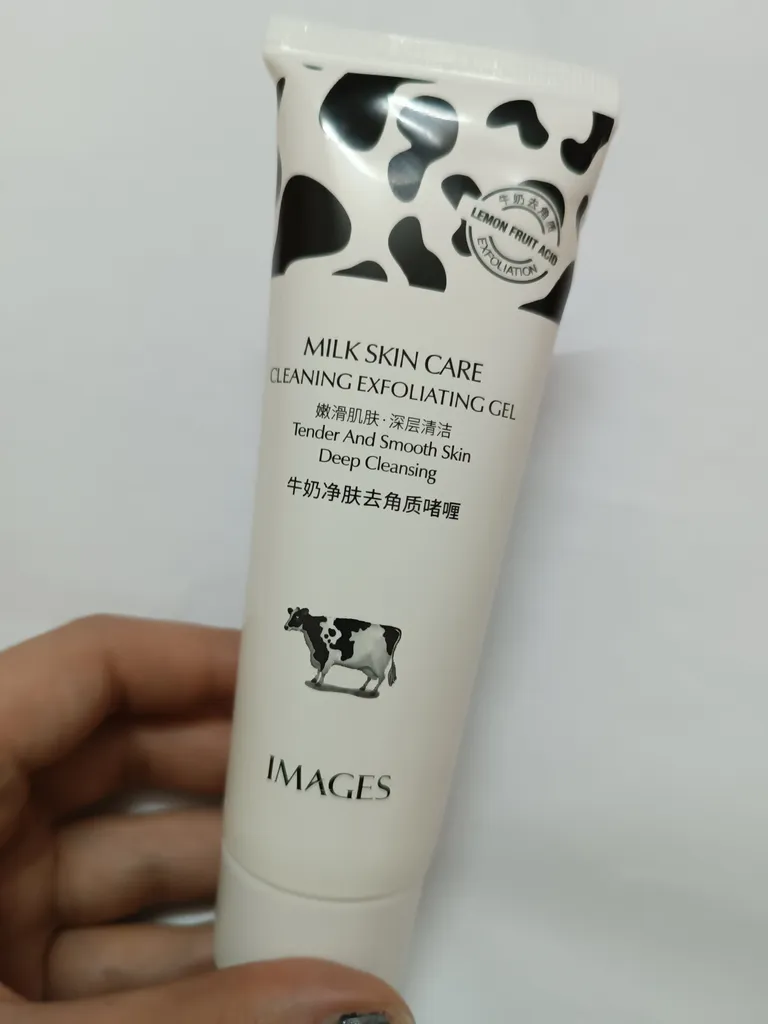 牛奶去角质
LEMON FRUIT ACID
EXFOLIATION
MILK SKIN CARE
CLEANING EXFOLIATING GEL
嫩滑肌肤·深层清洁
Tender And Smooth Skin
Deep Cleansing
牛奶净肤去角质啫喱
IMAGES